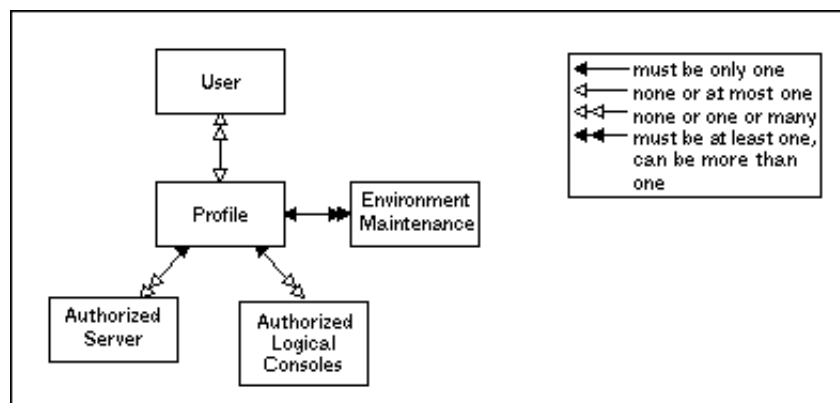 User
Profile
Environment
Maintenance
Authorized
Server
Authorized
Logical
Consoles
must be only one
none or at most one
none or one or many
must be at least one,
can be more than
one